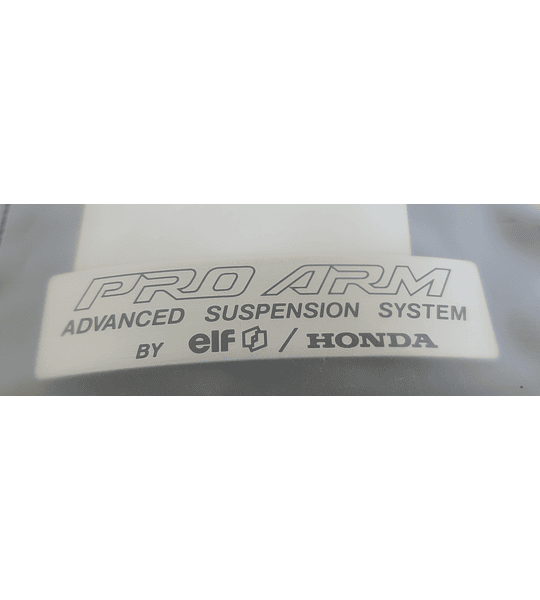 PRO ARM
ADVANCED SUSPENSION SYSTEM
BY elf / HONDA